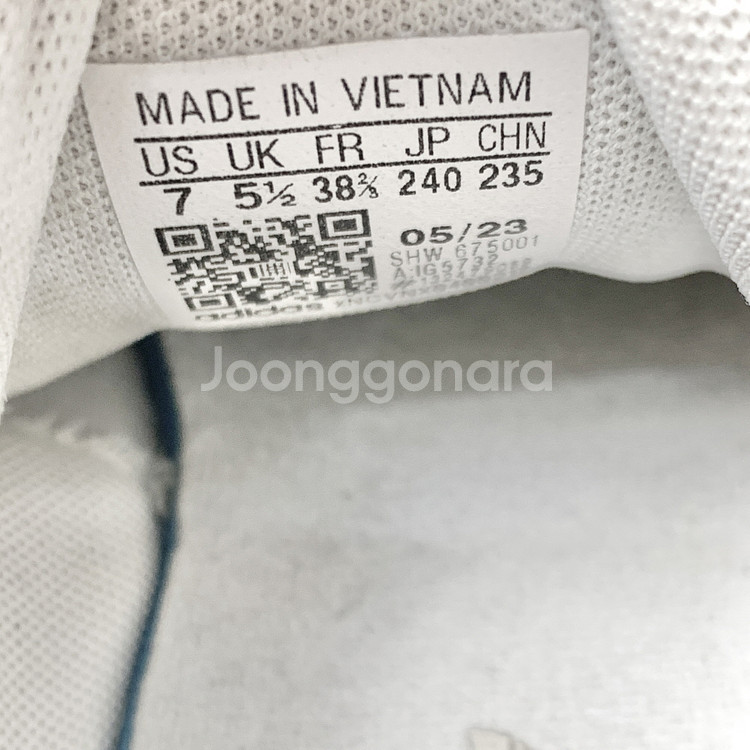 MADE IN VIETNAM
US UK FR JP CHN
7 5½ 38⅔ 240 235
05/23
SHW 675001
adidas
Joonggonara